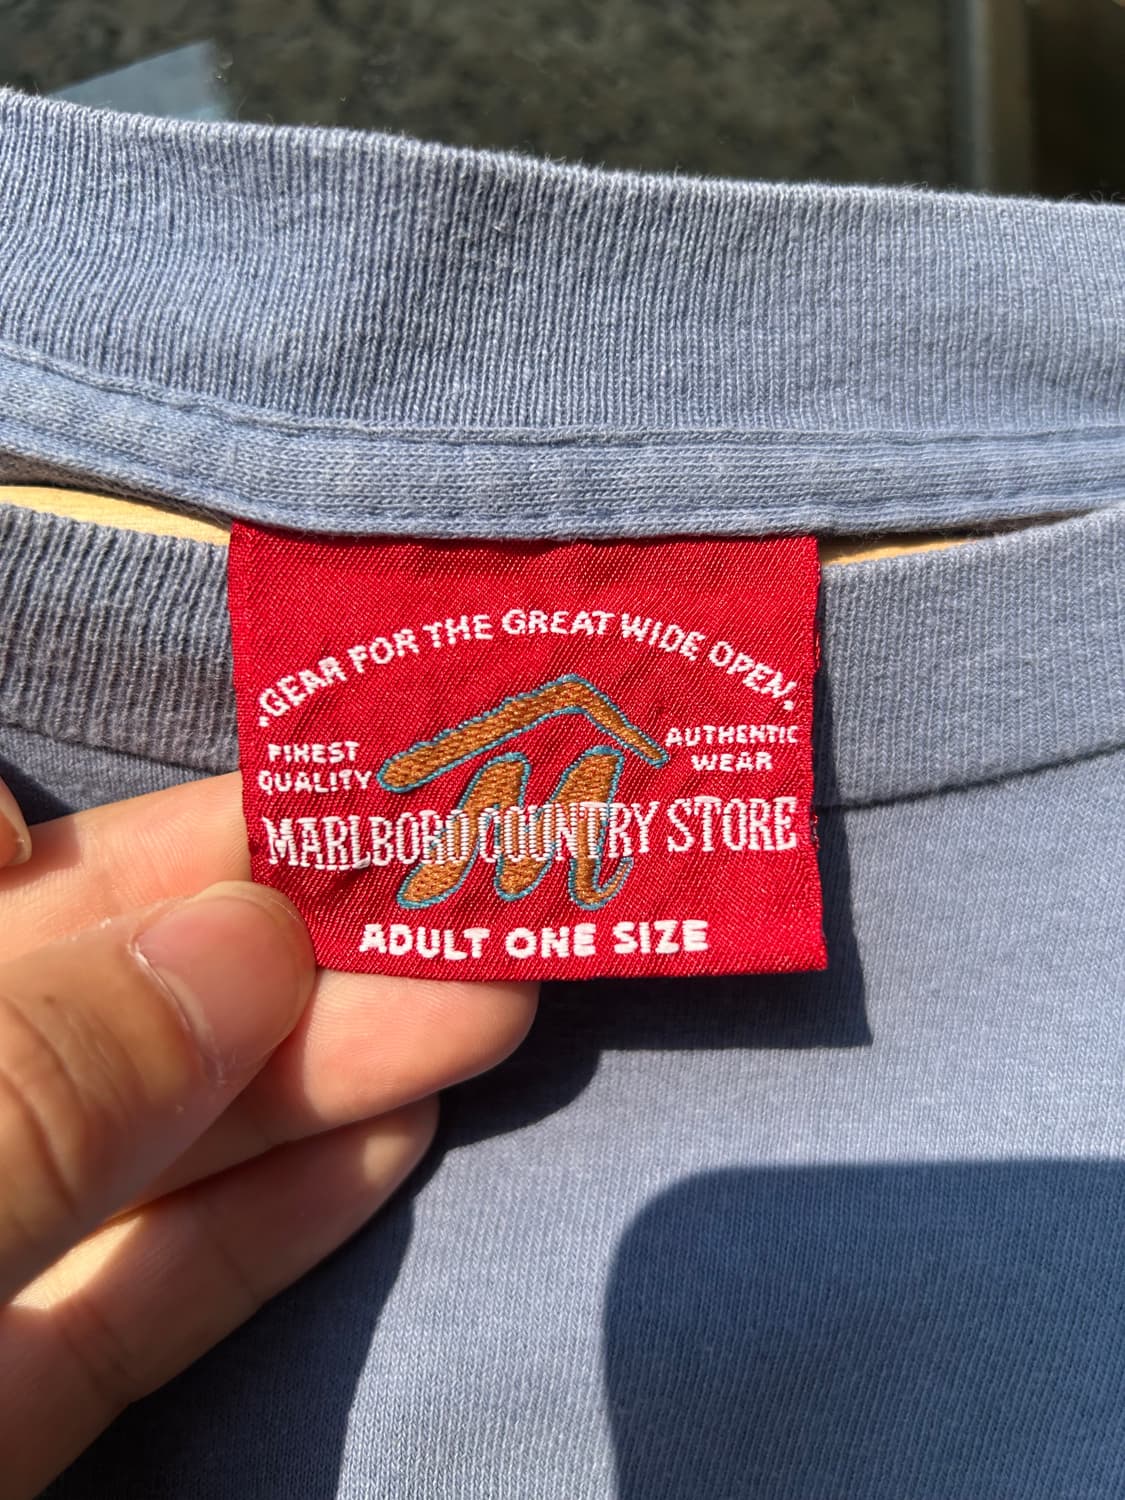 ·GEAR FOR THE GREAT WIDE OPEN·
FINEST
QUALITY
AUTHENTIC
WEAR
M
MARLBORO COUNTRY STORE
ADULT ONE SIZE